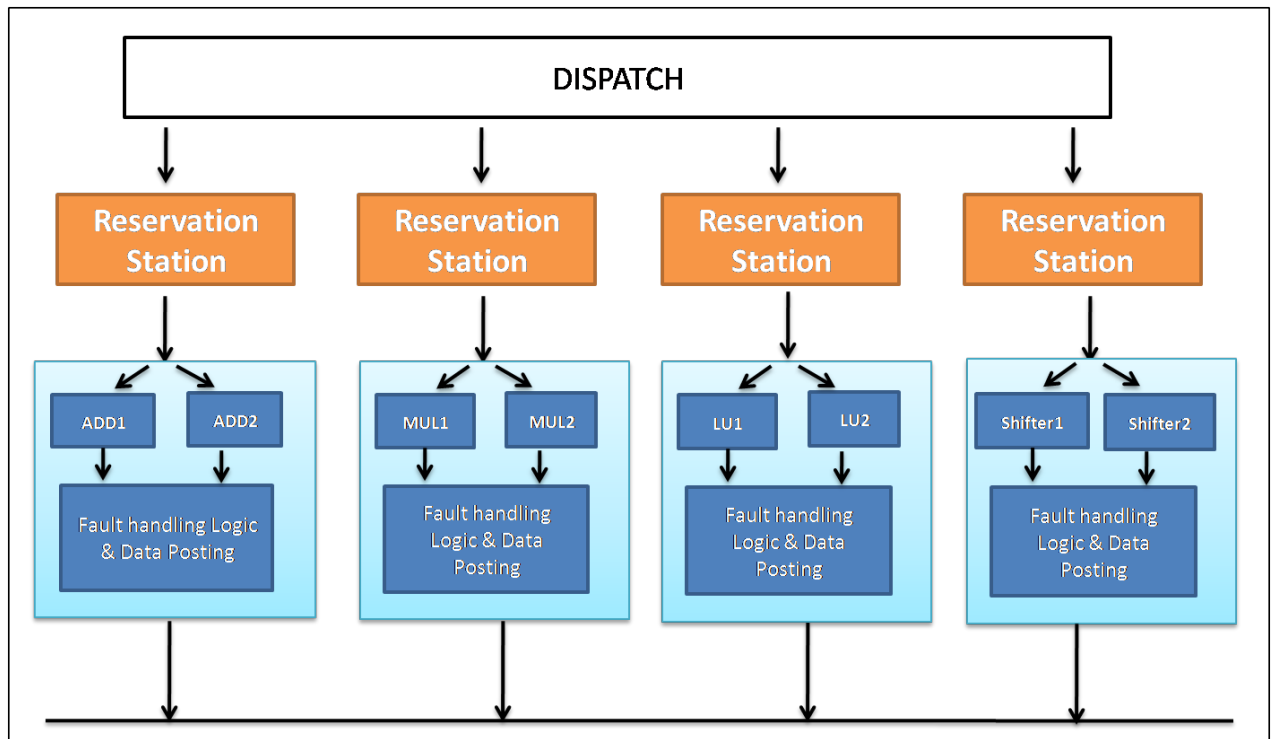 DISPATCH
Reservation
Station
Reservation
Station
Reservation
Station
Reservation
Station
ADD1
ADD2
MUL1
MUL2
LU1
LU2
Shifter1
Shifter2
Fault handling Logic
& Data Posting
Fault handling
Logic & Data
Posting
Fault handling
Logic & Data
Posting
Fault handling
Logic & Data
Posting